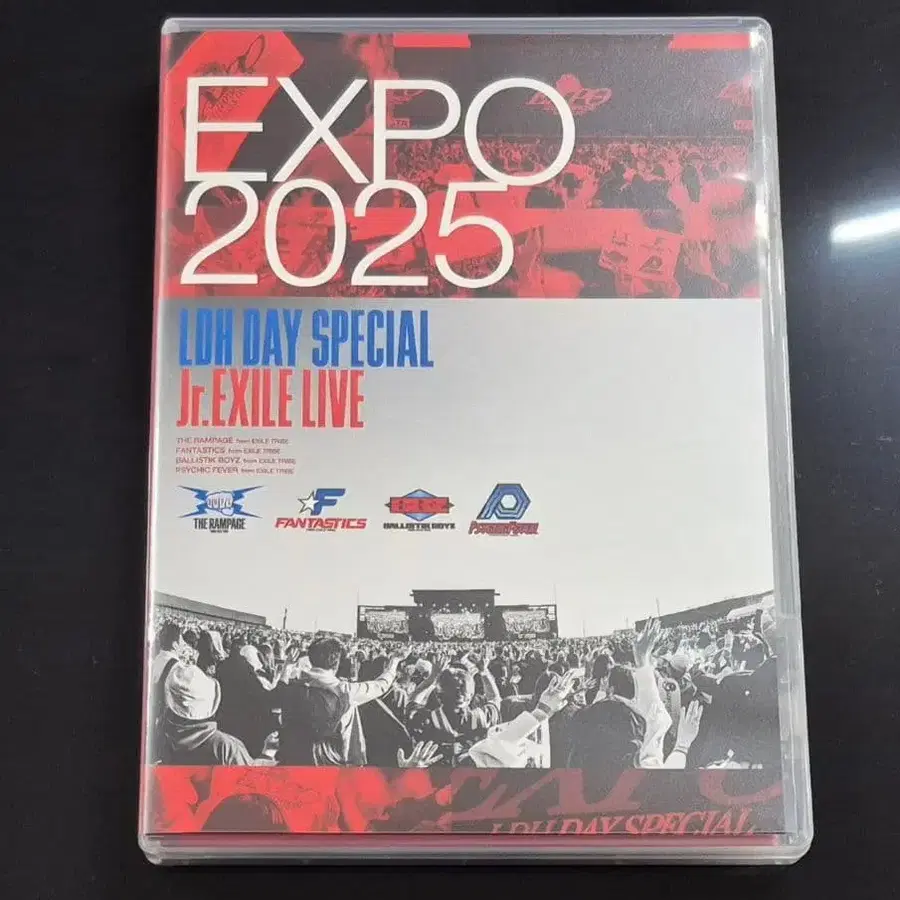 EXPO
2025
LDH DAY SPECIAL
Jr.EXILE LIVE
THE RAMPAGE from EXILE TRIBE
FANTASTICS from EXILE TRIBE
BALLISTIK BOYZ from EXILE TRIBE
PSYCHIC FEVER from EXILE TRIBE
THE RAMPAGE
FANTASTICS
BALLISTIK BOYZ
PSYCHIC FEVER
EXPO
LDH DAY SPECIAL